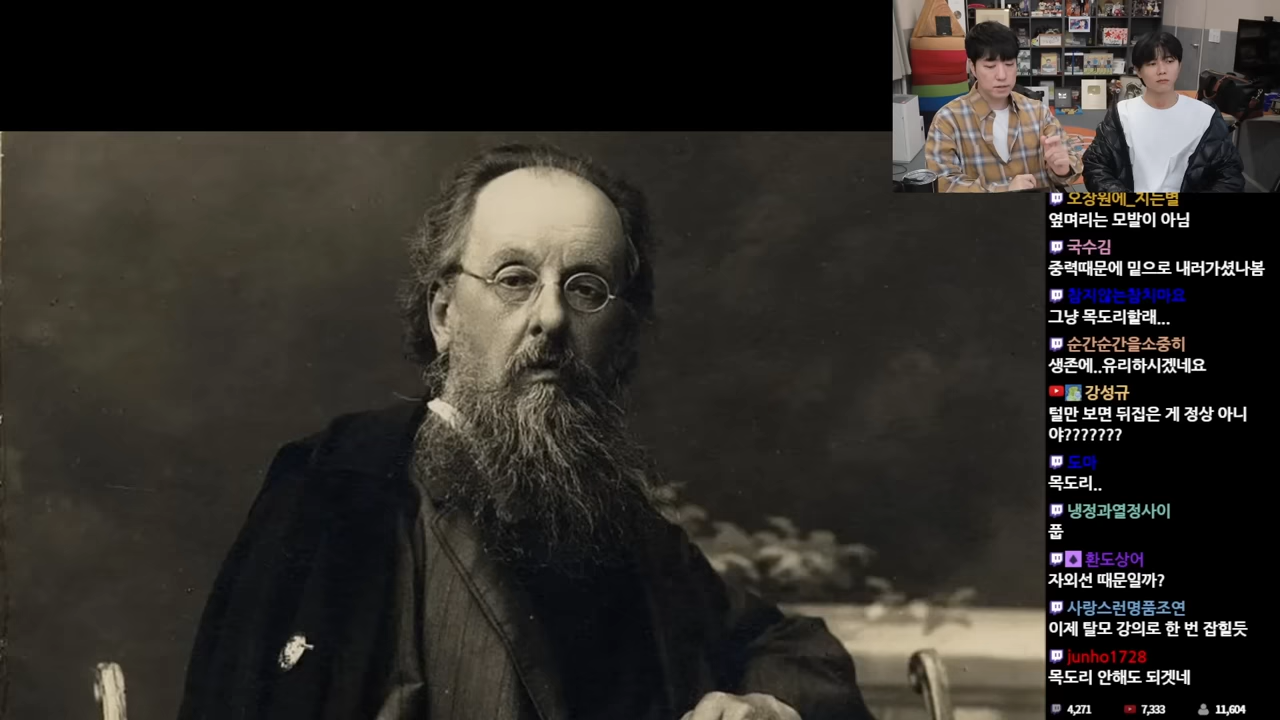 오장원에_지는별
옆며리는 모발이 아님
국수김
중력때문에 밑으로 내러가셨나봄
참지않는참치마요
그냥 목도리할래...
순간순간을소중히
생존에..유리하시겠네요
강성규
털만 보면 뒤집은 게 정상 아니
야???????
도마
목도리..
냉정과열정사이
풉
환도상어
자외선 때문일까?
사랑스런명품조연
이제 탈모 강의로 한 번 잡힐듯
junho1728
목도리 안해도 되겟네
4,271 7,333 11,604